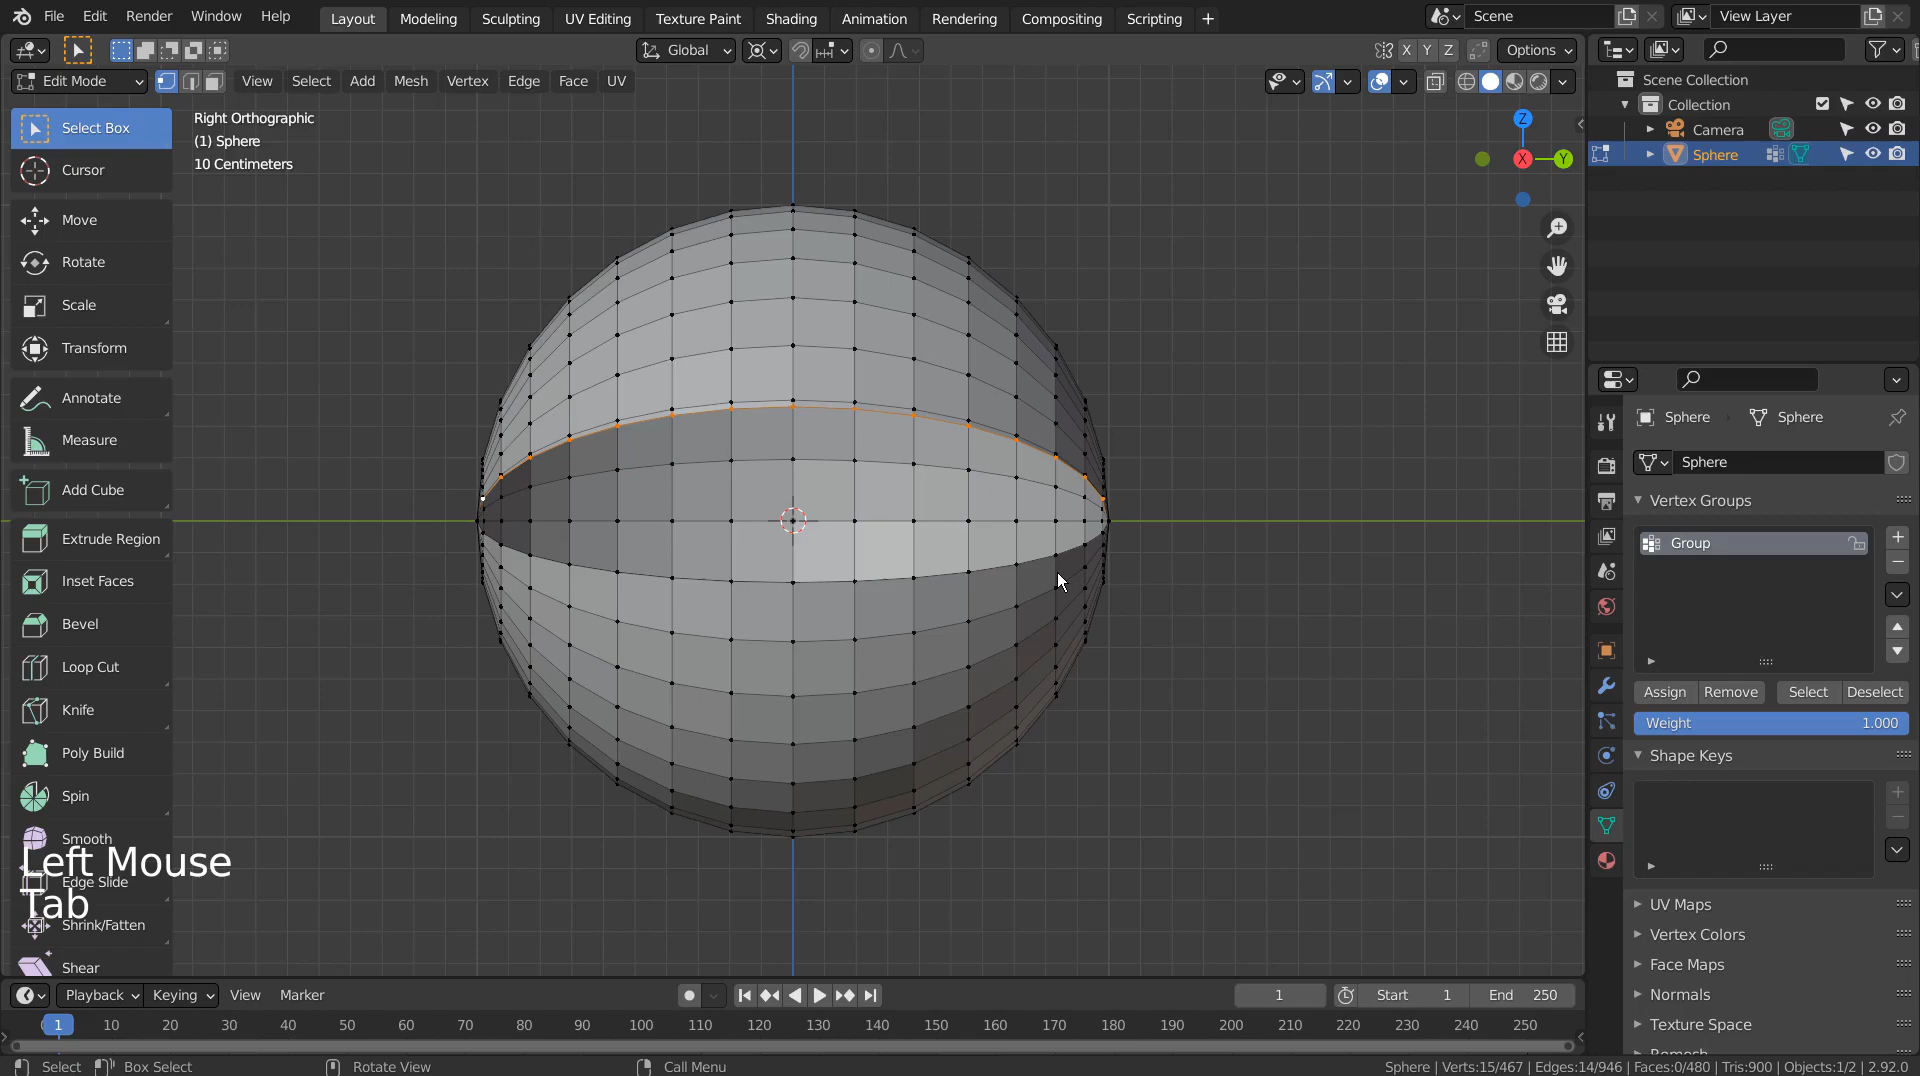 File Edit Render Window Help Layout Modeling Sculpting UV Editing Texture Paint Shading Animation Rendering Compositing Scripting + Scene View Layer
Global X Y Z Options
Edit Mode View Select Add Mesh Vertex Edge Face UV
Select Box
Cursor
Move
Rotate
Scale
Transform
Annotate
Measure
Add Cube
Extrude Region
Inset Faces
Bevel
Loop Cut
Knife
Poly Build
Spin
Smooth
Edge Slide
Shrink/Fatten
Shear
Right Orthographic
(1) Sphere
10 Centimeters
Z
X Y
Left Mouse
Tab
Scene Collection
Collection
Camera
Sphere
Sphere Sphere
Sphere
Vertex Groups
Group
Assign Remove Select Deselect
Weight 1.000
Shape Keys
UV Maps
Vertex Colors
Face Maps
Normals
Texture Space
Remesh
Playback Keying View Marker 1 Start 1 End 250
1 10 20 30 40 50 60 70 80 90 100 110 120 130 140 150 160 170 180 190 200 210 220 230 240 250
Select Box Select Rotate View Call Menu Sphere | Verts:15/467 | Edges:14/946 | Faces:0/480 | Tris:900 | Objects:1/2 | 2.92.0